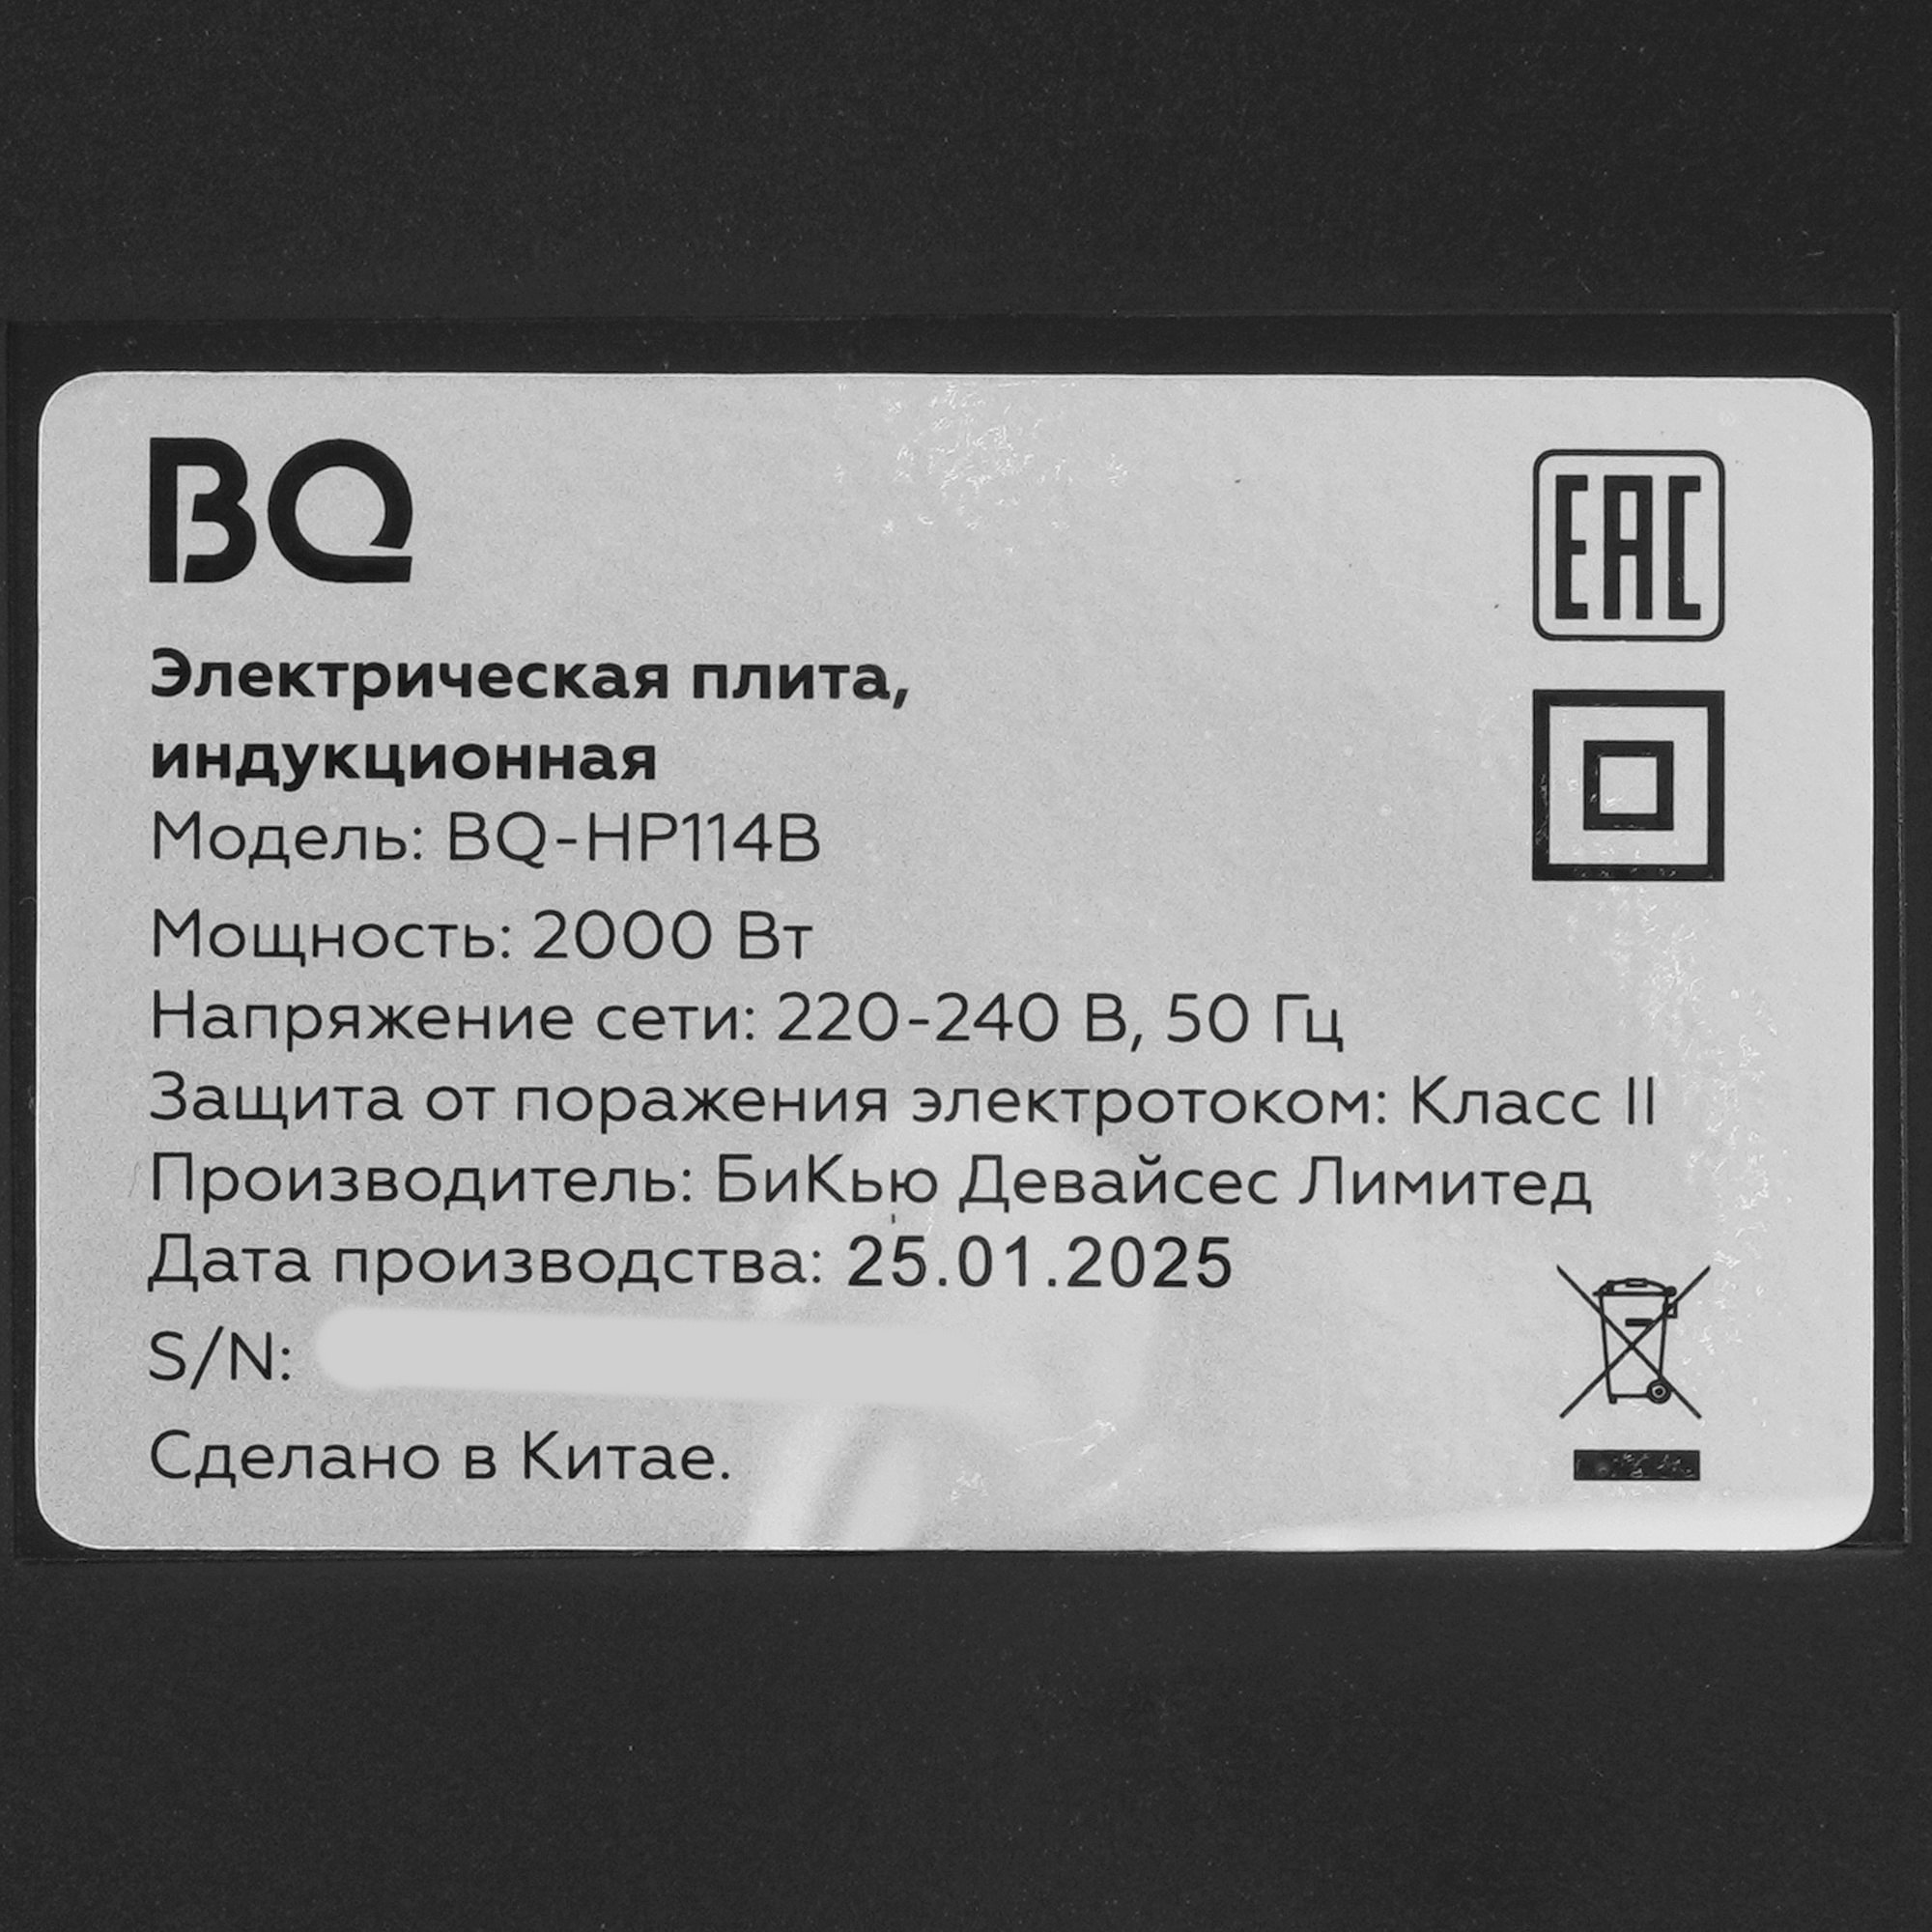 BQ
EAC
Электрическая плита,
индукционная
Модель: BQ-HP114B
Мощность: 2000 Вт
Напряжение сети: 220-240 В, 50 Гц
Защита от поражения электротоком: Класс II
Производитель: БиКью Девайсес Лимитед
Дата производства: 25.01.2025
S/N:
Сделано в Китае.